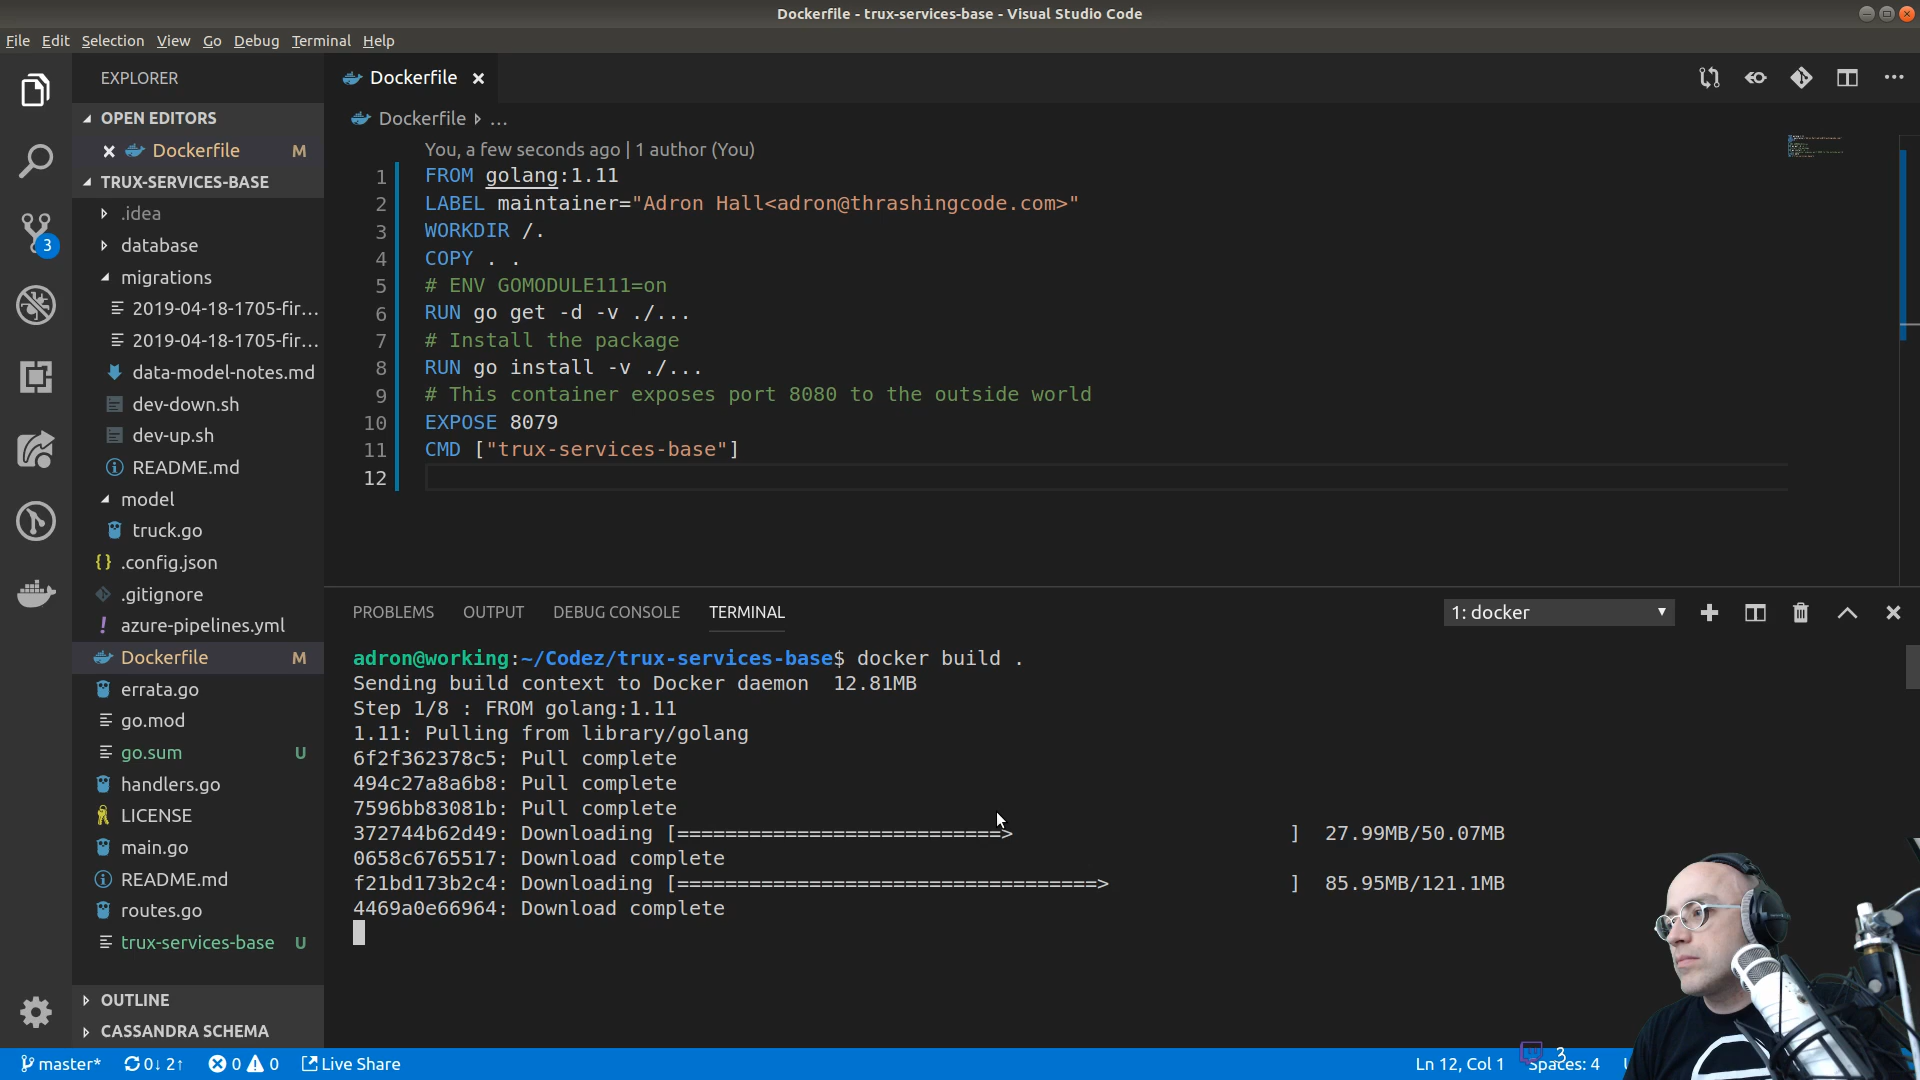 Dockerfile - trux-services-base - Visual Studio Code
File Edit Selection View Go Debug Terminal Help
EXPLORER
OPEN EDITORS
Dockerfile M
TRUX-SERVICES-BASE
.idea
database
migrations
2019-04-18-1705-fir...
2019-04-18-1705-fir...
data-model-notes.md
dev-down.sh
dev-up.sh
README.md
model
truck.go
.config.json
.gitignore
azure-pipelines.yml
Dockerfile M
errata.go
go.mod
go.sum U
handlers.go
LICENSE
main.go
README.md
routes.go
trux-services-base U
OUTLINE
CASSANDRA SCHEMA
3
Dockerfile
Dockerfile ...
You, a few seconds ago | 1 author (You)
1 FROM golang:1.11
2 LABEL maintainer="Adron Hall<adron@thrashingcode.com>"
3 WORKDIR /.
4 COPY . .
5 # ENV GOMODULE111=on
6 RUN go get -d -v ./...
7 # Install the package
8 RUN go install -v ./...
9 # This container exposes port 8080 to the outside world
10 EXPOSE 8079
11 CMD ["trux-services-base"]
12
PROBLEMS OUTPUT DEBUG CONSOLE TERMINAL 1: docker
adron@working:~/Codez/trux-services-base$ docker build .
Sending build context to Docker daemon  12.81MB
Step 1/8 : FROM golang:1.11
1.11: Pulling from library/golang
6f2f362378c5: Pull complete
494c27a8a6b8: Pull complete
7596bb83081b: Pull complete
372744b62d49: Downloading [===========================>                       ]  27.99MB/50.07MB
0658c6765517: Download complete
f21bd173b2c4: Downloading [===================================>               ]  85.95MB/121.1MB
4469a0e66964: Download complete
master* 0↓ 2↑ 0 0 Live Share Ln 12, Col 1 Spaces: 4
3